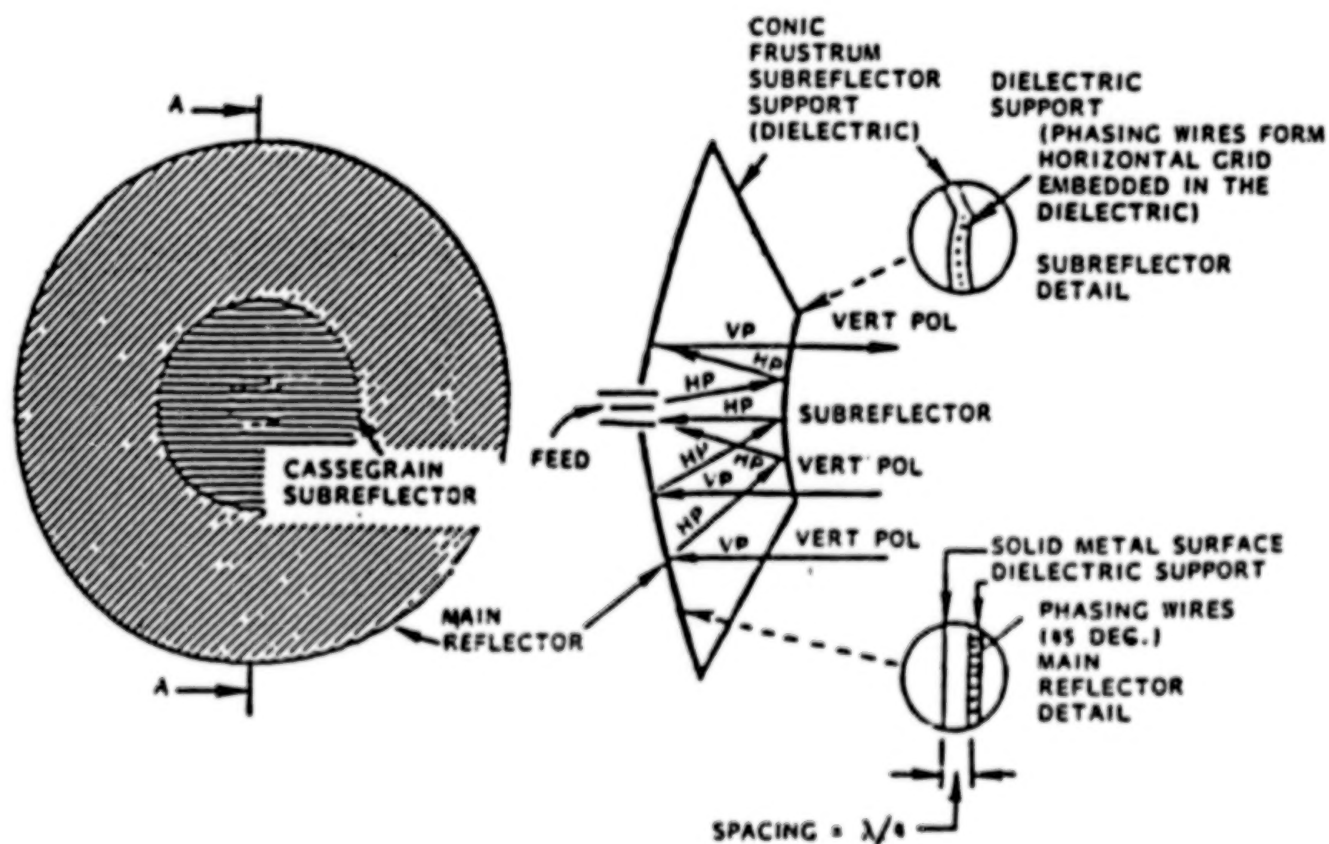 A
A
CASSEGRAIN
SUBREFLECTOR
MAIN
REFLECTOR
CONIC
FRUSTRUM
SUBREFLECTOR
SUPPORT
(DIELECTRIC)
DIELECTRIC
SUPPORT
(PHASING WIRES FORM
HORIZONTAL GRID
EMBEDDED IN THE
DIELECTRIC)
SUBREFLECTOR
DETAIL
VP
VERT POL
HP
HP
HP
SUBREFLECTOR
FEED
HP
HP
VERT POL
VP
HP
VP
VERT POL
SOLID METAL SURFACE
DIELECTRIC SUPPORT
PHASING WIRES
(45 DEG.)
MAIN
REFLECTOR
DETAIL
SPACING = λ/4